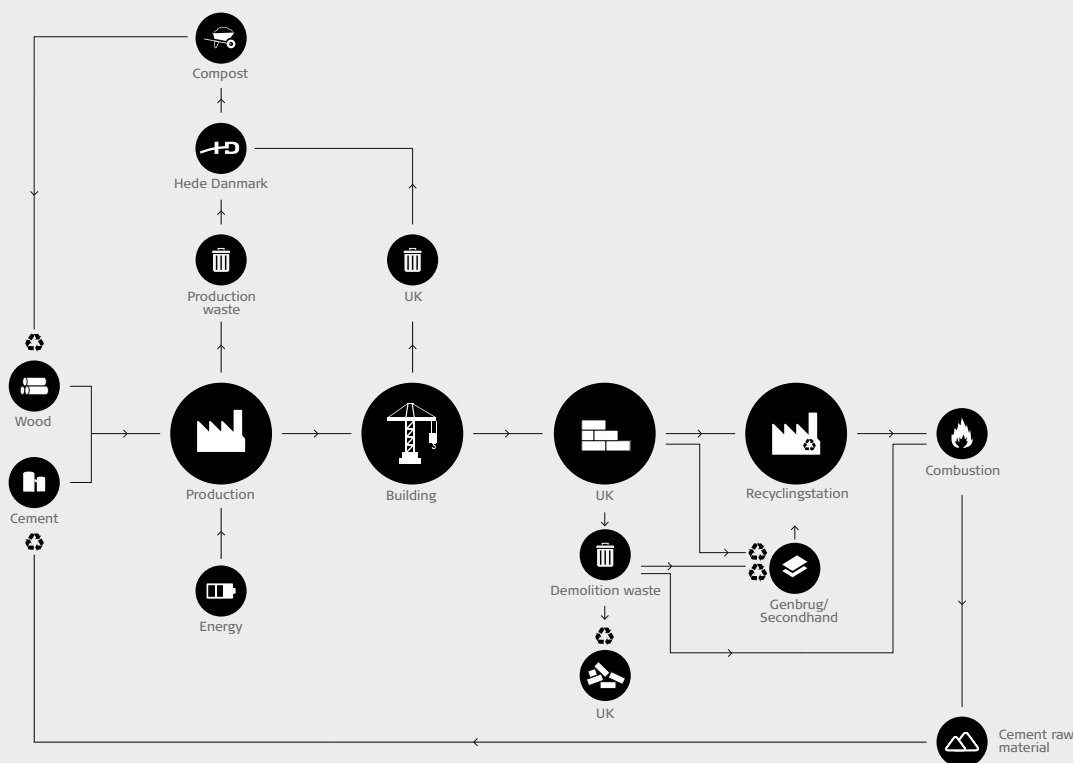 Compost
HD
Hede Danmark
Production
waste
UK
Wood
Production
Building
UK
Recyclingstation
Combustion
Cement
Energy
Demolition waste
Genbrug/
Secondhand
UK
Cement raw
material